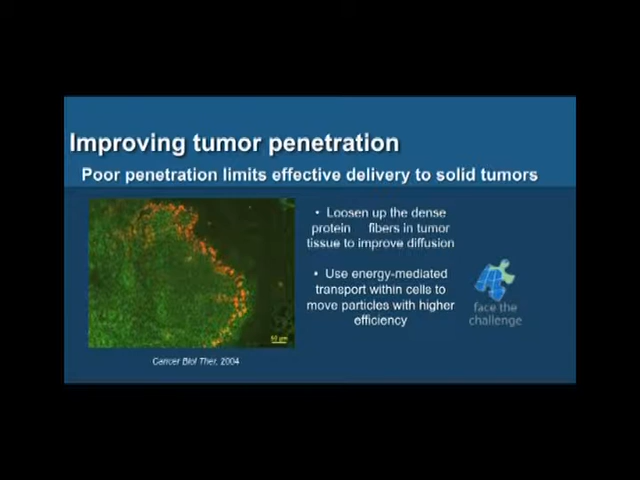 Improving tumor penetration
Poor penetration limits effective delivery to solid tumors
• Loosen up the dense
protein fibers in tumor
tissue to improve diffusion
• Use energy-mediated
transport within cells to
move particles with higher
efficiency
face the
challenge
Cancer Biol Ther, 2004